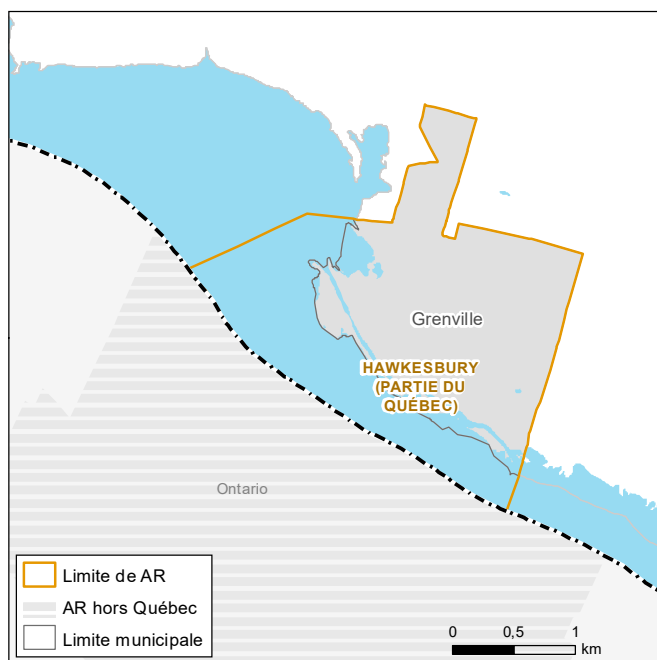 Grenville
HAWKESBURY
(PARTIE DU
QUÉBEC)
Ontario
Limite de AR
AR hors Québec
Limite municipale
0 0,5 1
km